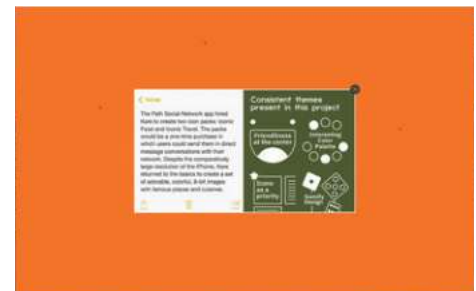 The Path Social Network app hired
Kare to create two icon packs: Iconic
Food and Iconic Travel. The packs
would be a one-time purchase in
which users could send them in direct
message conversations with their
network. Despite the comparatively
large resolution of the iPhone, Kare
returned to the basics to create a set
of adorable, colorful, 8-bit images
with famous places and cuisines.
Consistent themes
present in this project
Friendliness
at the center
Interesting
Color
Palette
Icons
as a
priority
Design